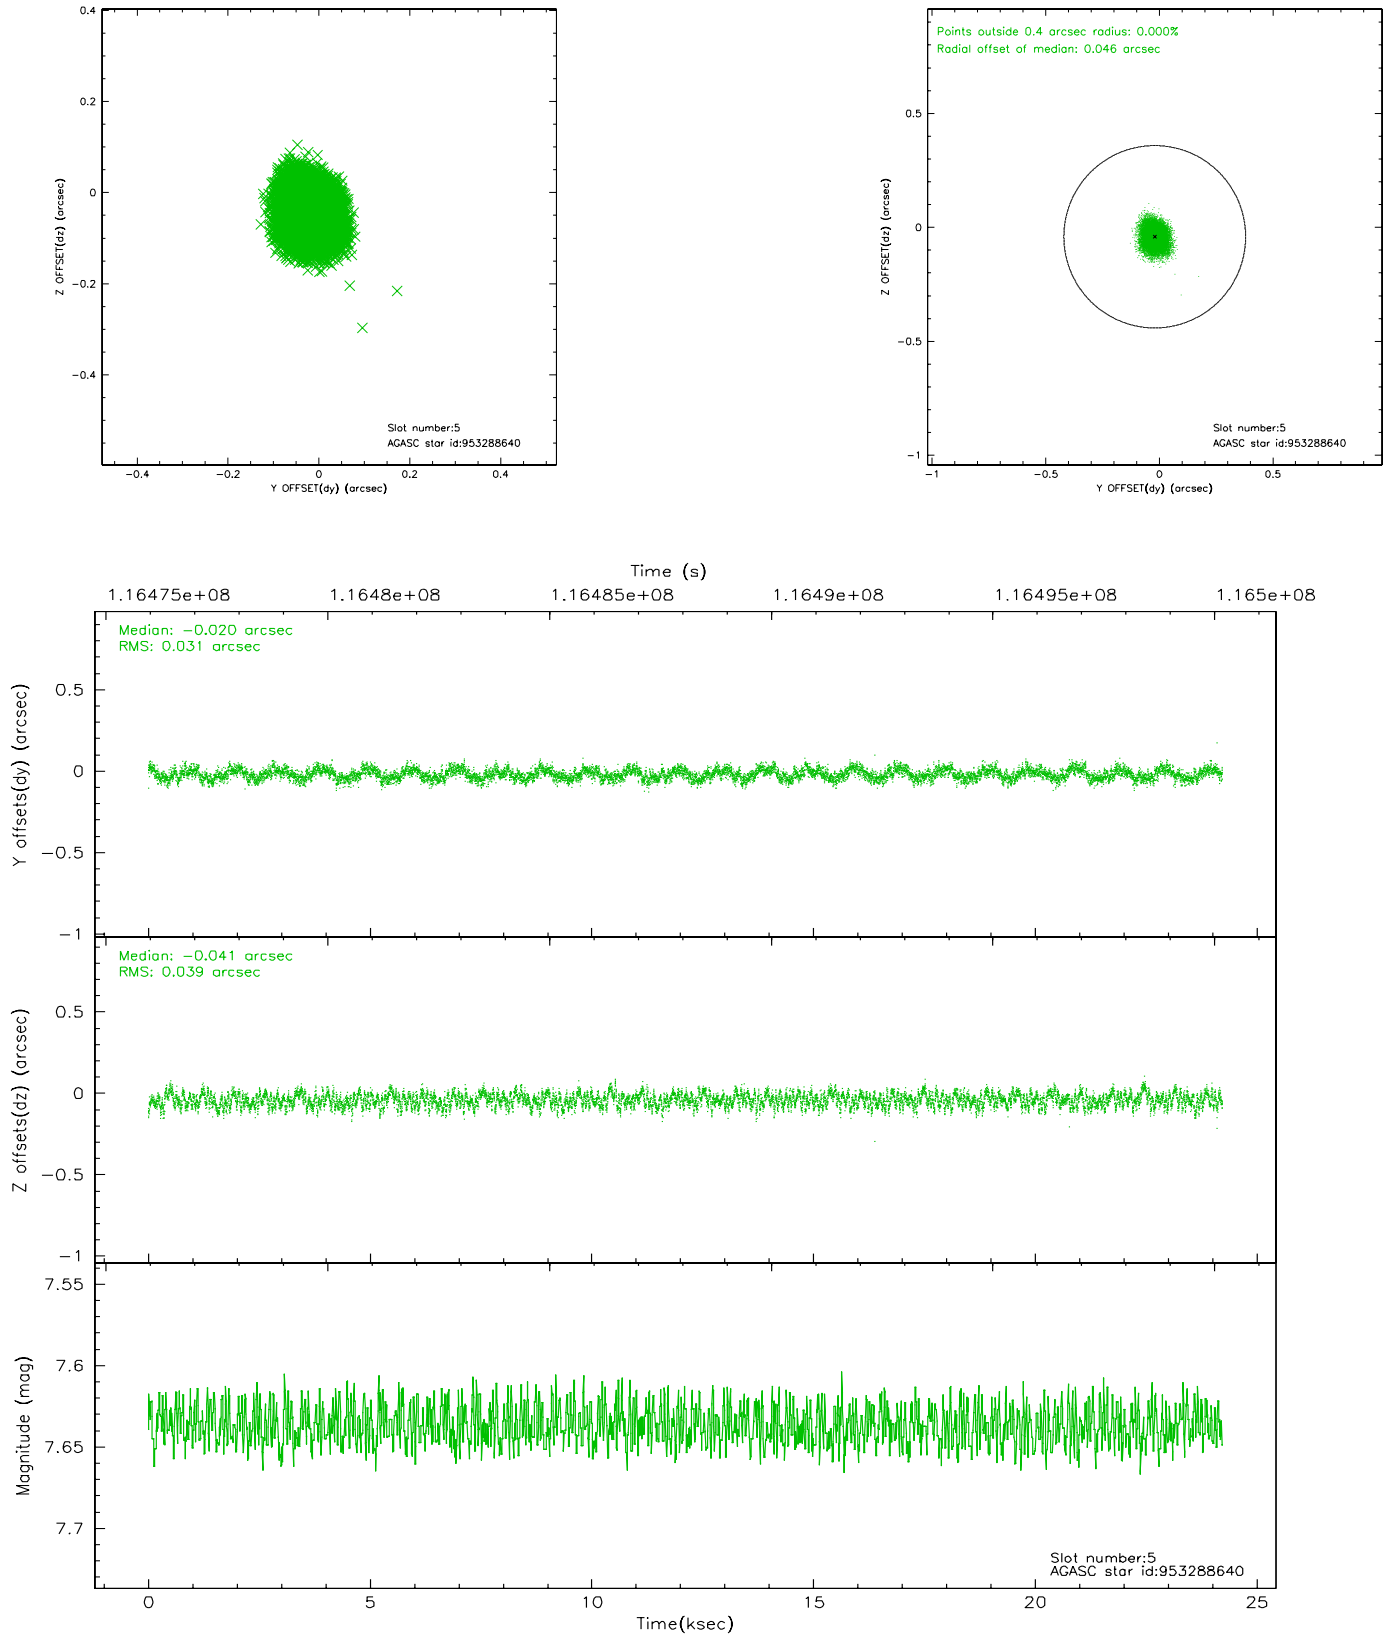 0.4
0.2
0
−0.2
−0.4
Z OFFSET(dz) (arcsec)
Slot number:5
AGASC star id:953288640
−0.4 −0.2 0 0.2 0.4
Y OFFSET(dy) (arcsec)
Points outside 0.4 arcsec radius: 0.000%
Radial offset of median: 0.046 arcsec
0.5
0
−0.5
−1
Z OFFSET(dz) (arcsec)
Slot number:5
AGASC star id:953288640
−1 −0.5 0 0.5
Y OFFSET(dy) (arcsec)
Time (s)
1.16475e+08 1.1648e+08 1.16485e+08 1.1649e+08 1.16495e+08 1.165e+08
Median: −0.020 arcsec
RMS: 0.031 arcsec
0.5
0
−0.5
−1
Y offsets(dy) (arcsec)
Median: −0.041 arcsec
RMS: 0.039 arcsec
0.5
0
−0.5
−1
Z offsets(dz) (arcsec)
7.55
7.6
7.65
7.7
Magnitude (mag)
Slot number:5
AGASC star id:953288640
0 5 10 15 20 25
Time(ksec)